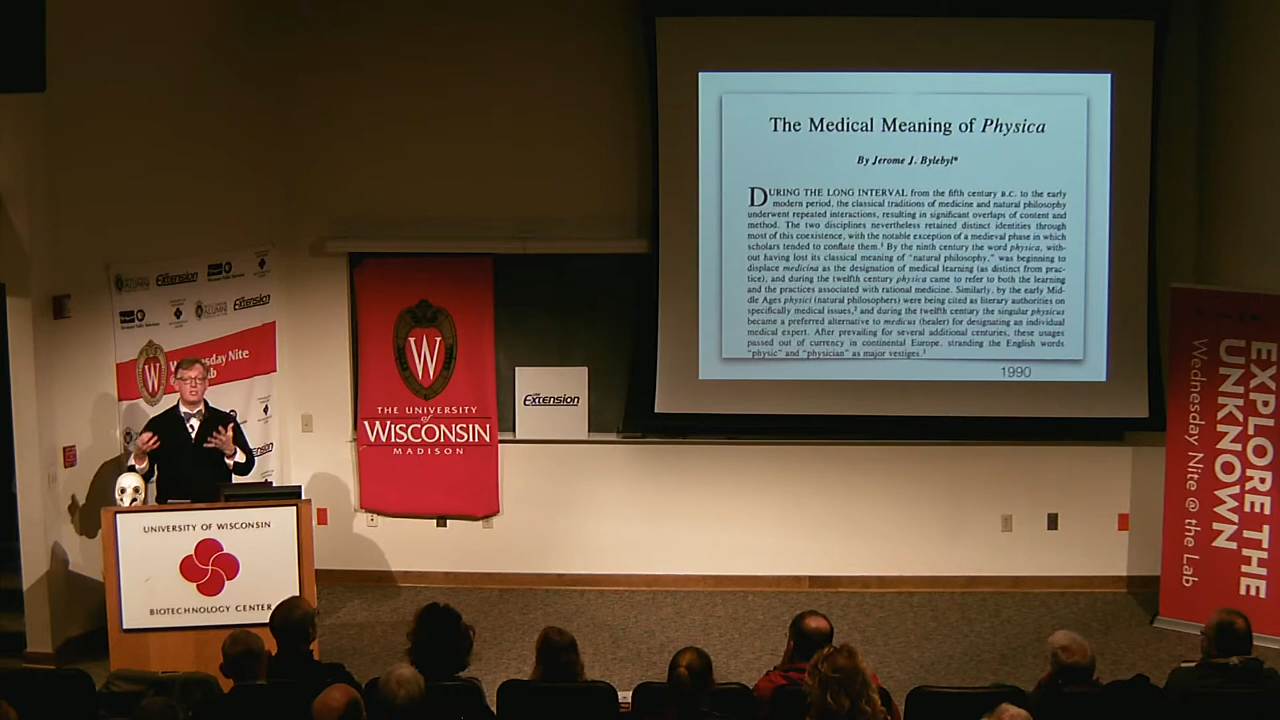 The Medical Meaning of Physica
By Jerome J. Bylebyl*
DURING THE LONG INTERVAL from the fifth century B.C. to the early
modern period, the classical traditions of medicine and natural philosophy
underwent repeated interactions, resulting in significant overlaps of content and
method. The two disciplines nevertheless retained distinct identities through
most of this coexistence, with the notable exception of a medieval phase in which
scholars tended to conflate them.¹ By the ninth century the word physica, with-
out having lost its classical meaning of "natural philosophy," was beginning to
displace medicina as the designation of medical learning (as distinct from prac-
tice), and during the twelfth century physica came to refer to both the learning
and the practices associated with rational medicine. Similarly, by the early Mid-
dle Ages physici (natural philosophers) were being cited as literary authorities on
specifically medical issues,² and during the twelfth century the singular physicus
became a preferred alternative to medicus (healer) for designating an individual
medical expert. After prevailing for several additional centuries, these usages
passed out of currency in continental Europe, stranding the English words
"physic" and "physician" as major vestiges.³
1990
Extension
Extension
Wednesday Nite
W
W
THE UNIVERSITY
of
WISCONSIN
MADISON
Extension
UNIVERSITY OF WISCONSIN
BIOTECHNOLOGY CENTER
EXPLORE THE
UNKNOWN
Wednesday Nite @ the Lab